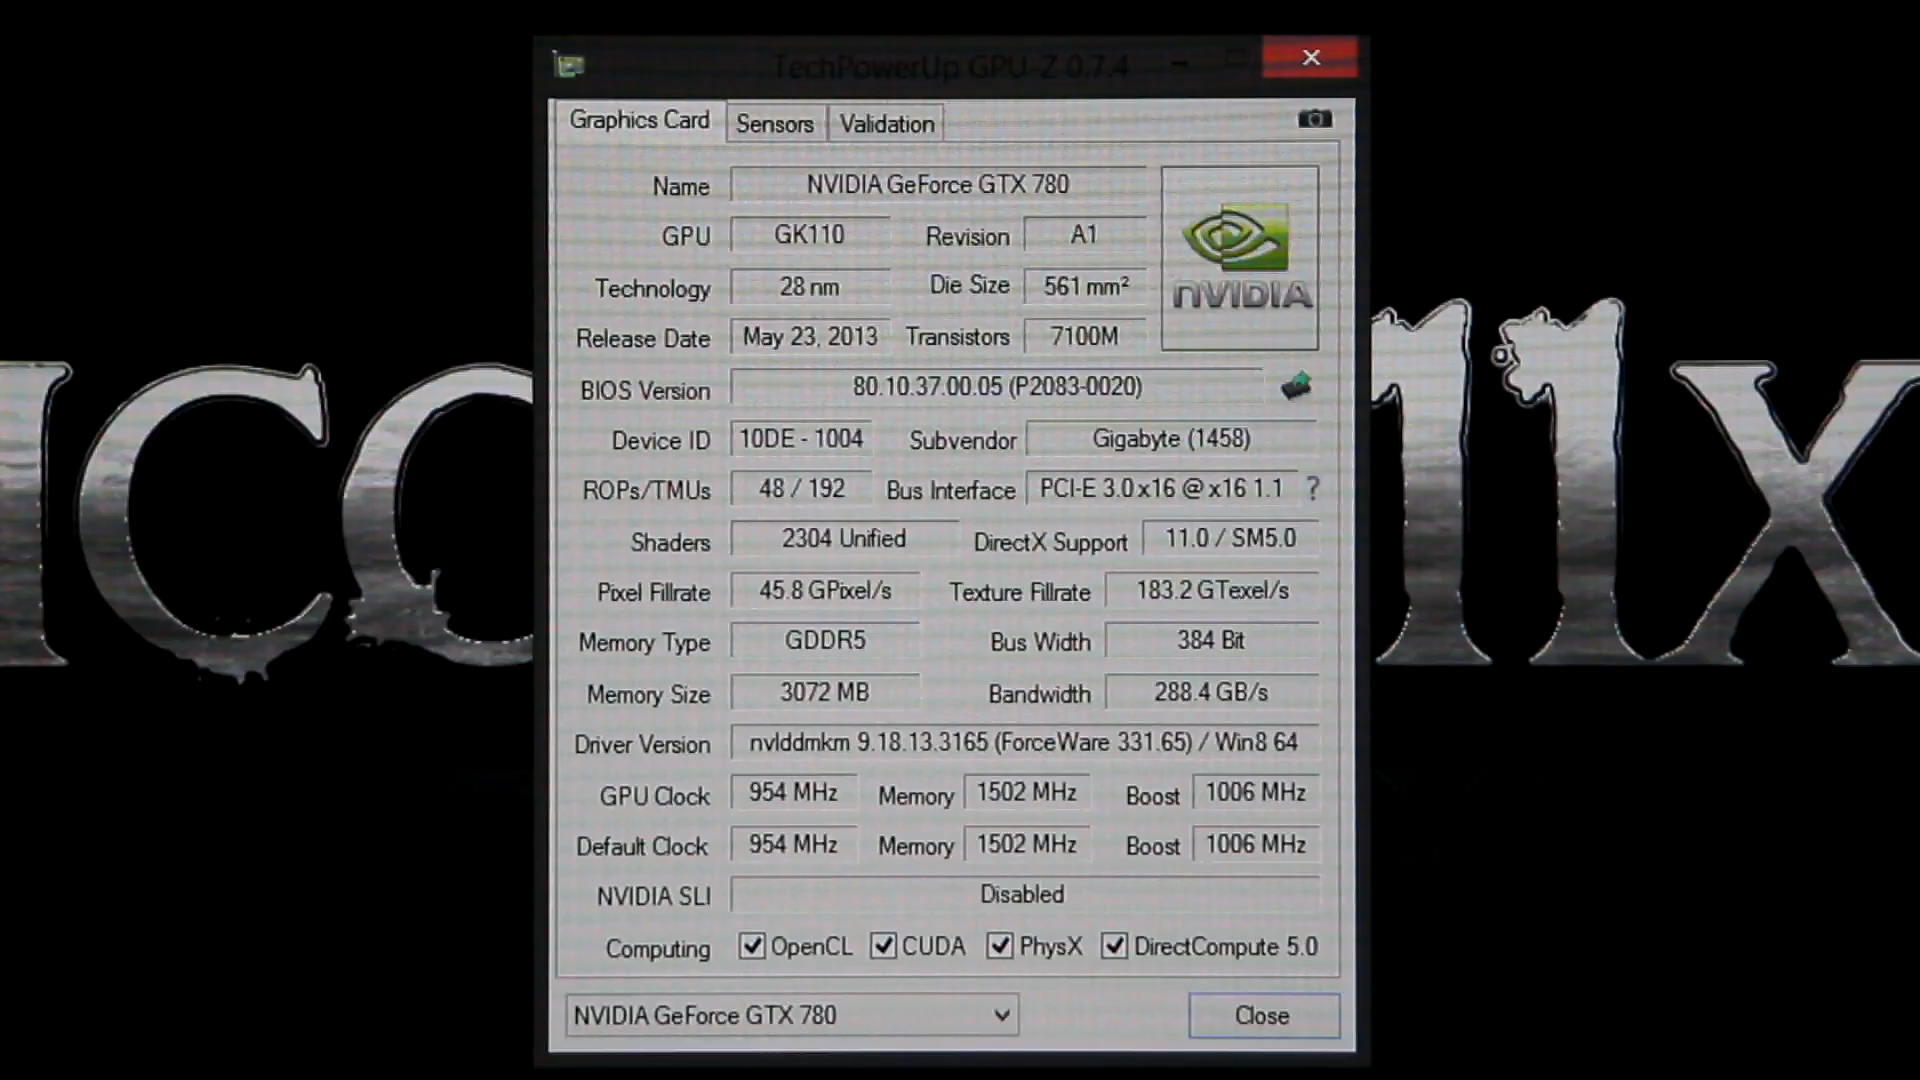 TechPowerUp GPU-Z 0.7.4
Graphics Card Sensors Validation
Name NVIDIA GeForce GTX 780
GPU GK110 Revision A1
Technology 28 nm Die Size 561 mm²
nVIDIA
Release Date May 23, 2013 Transistors 7100M
BIOS Version 80.10.37.00.05 (P2083-0020)
Device ID 10DE - 1004 Subvendor Gigabyte (1458)
ROPs/TMUs 48 / 192 Bus Interface PCI-E 3.0 x16 @ x16 1.1 ?
Shaders 2304 Unified DirectX Support 11.0 / SM5.0
Pixel Fillrate 45.8 GPixel/s Texture Fillrate 183.2 GTexel/s
Memory Type GDDR5 Bus Width 384 Bit
Memory Size 3072 MB Bandwidth 288.4 GB/s
Driver Version nvlddmkm 9.18.13.3165 (ForceWare 331.65) / Win8 64
GPU Clock 954 MHz Memory 1502 MHz Boost 1006 MHz
Default Clock 954 MHz Memory 1502 MHz Boost 1006 MHz
NVIDIA SLI Disabled
Computing OpenCL CUDA PhysX DirectCompute 5.0
NVIDIA GeForce GTX 780 Close